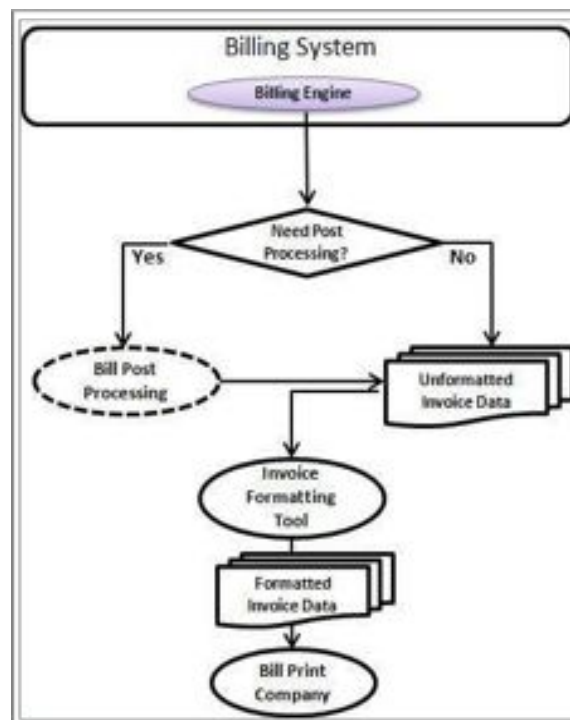 Billing System
Billing Engine
Need Post
Processing?
Yes
No
Bill Post
Processing
Unformatted
Invoice Data
Invoice
Formatting
Tool
Formatted
Invoice Data
Bill Print
Company